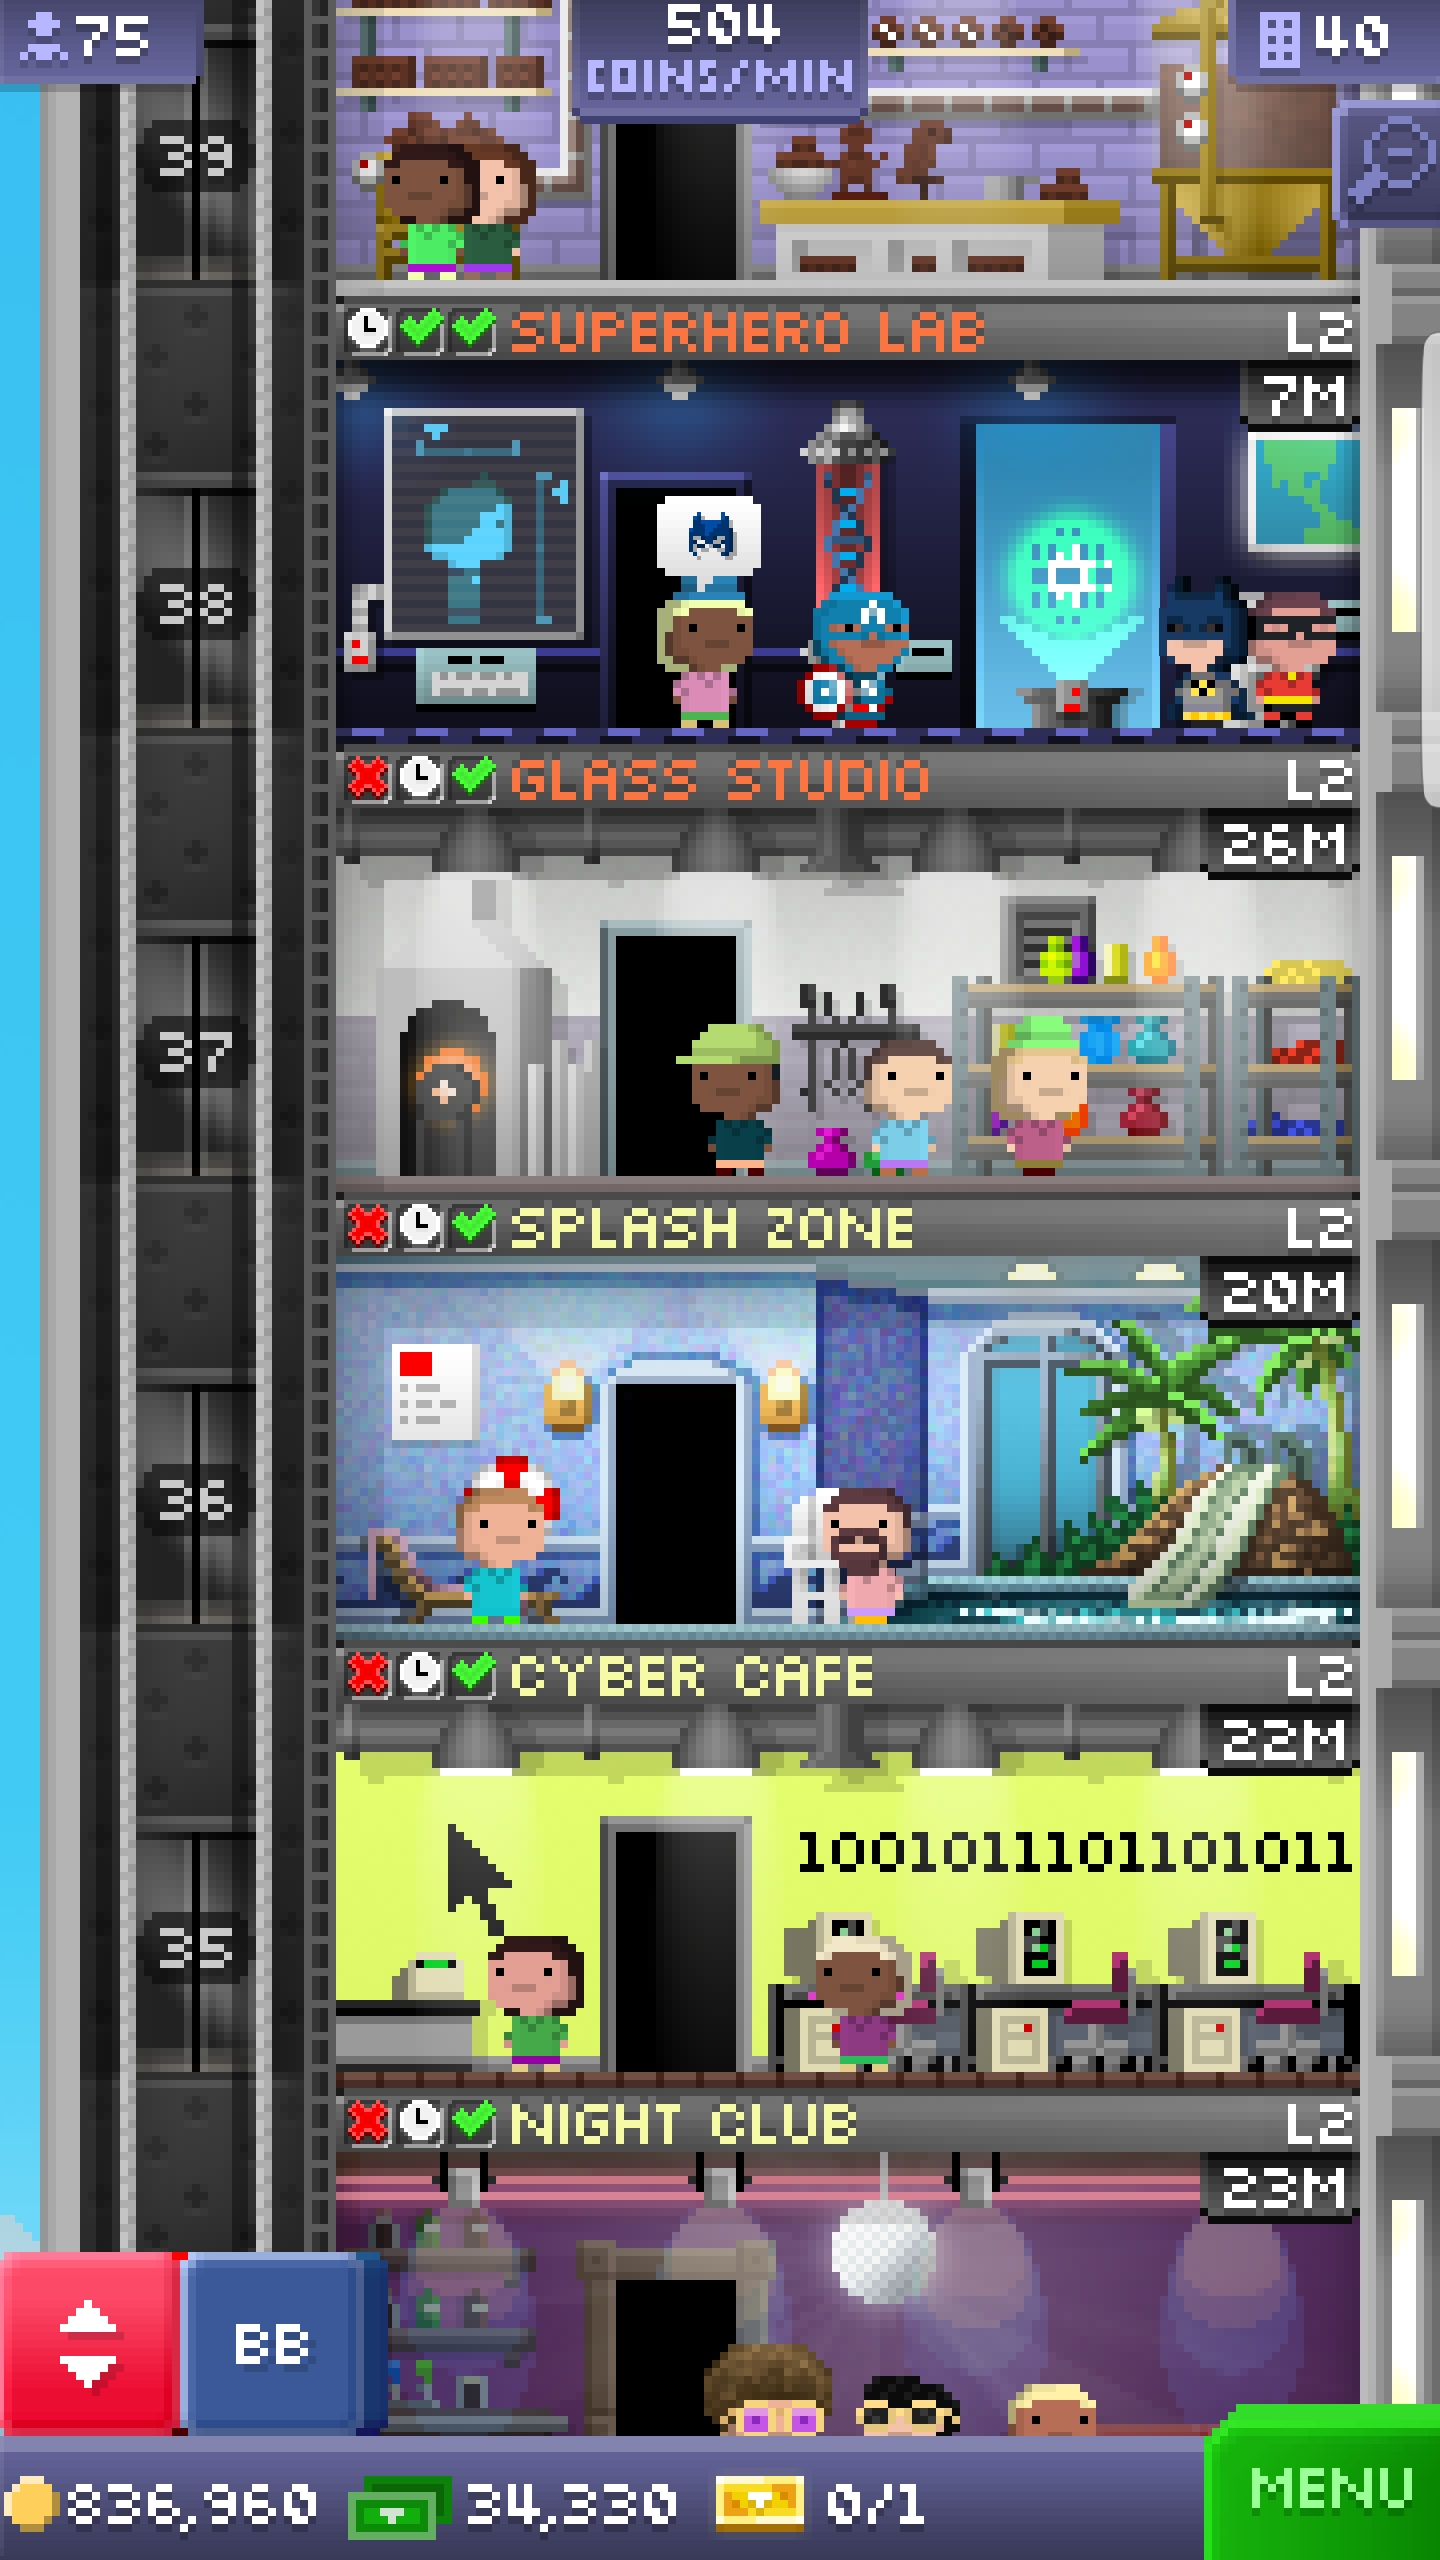 75
504
COINS/MIN
40
39
SUPERHERO LAB L2
7M
38
GLASS STUDIO L2
26M
37
SPLASH ZONE L2
20M
36
CYBER CAFE L2
22M
1001011101101011
35
NIGHT CLUB L2
23M
BB
836,960 34,330 0/1
MENU